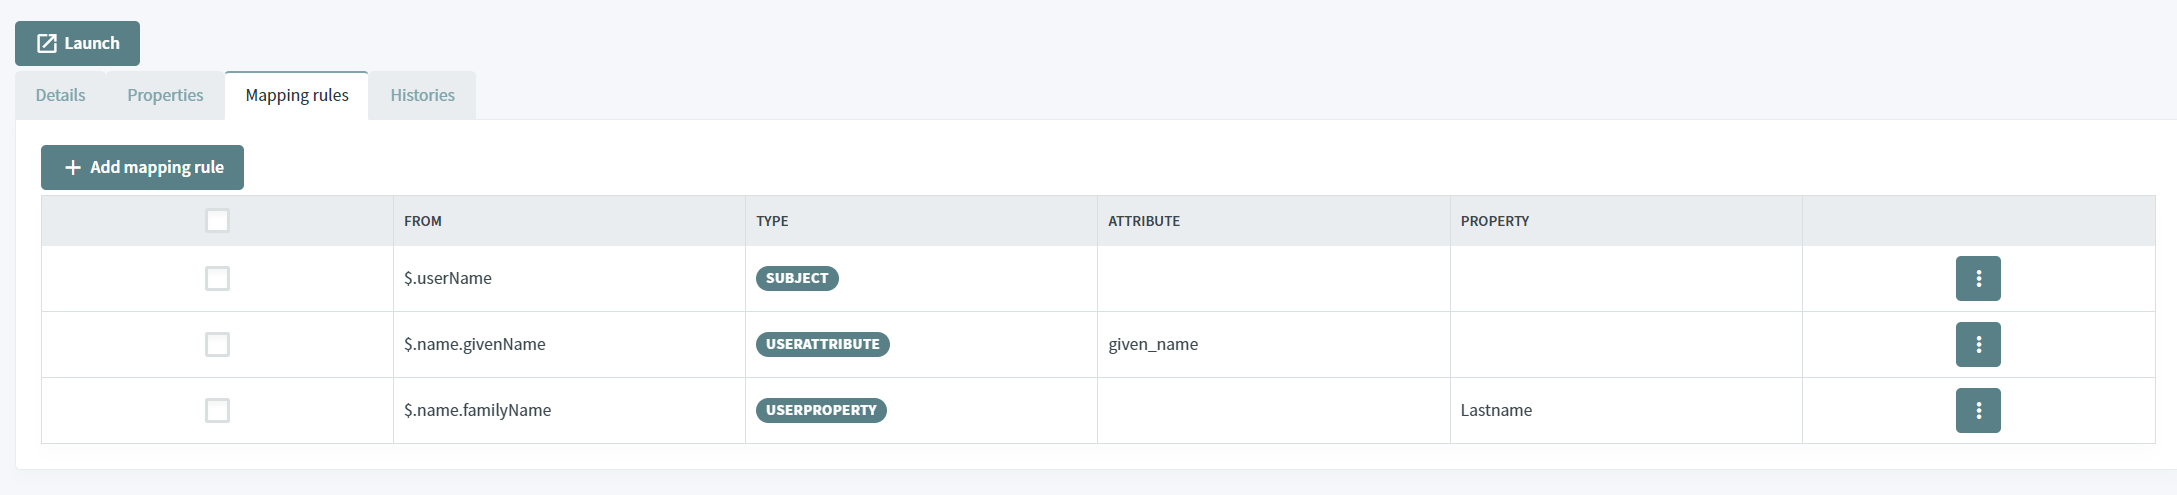 Launch
Details Properties Mapping rules Histories
Add mapping rule
FROM TYPE ATTRIBUTE PROPERTY
$.userName SUBJECT
$.name.givenName USERATTRIBUTE given_name
$.name.familyName USERPROPERTY Lastname